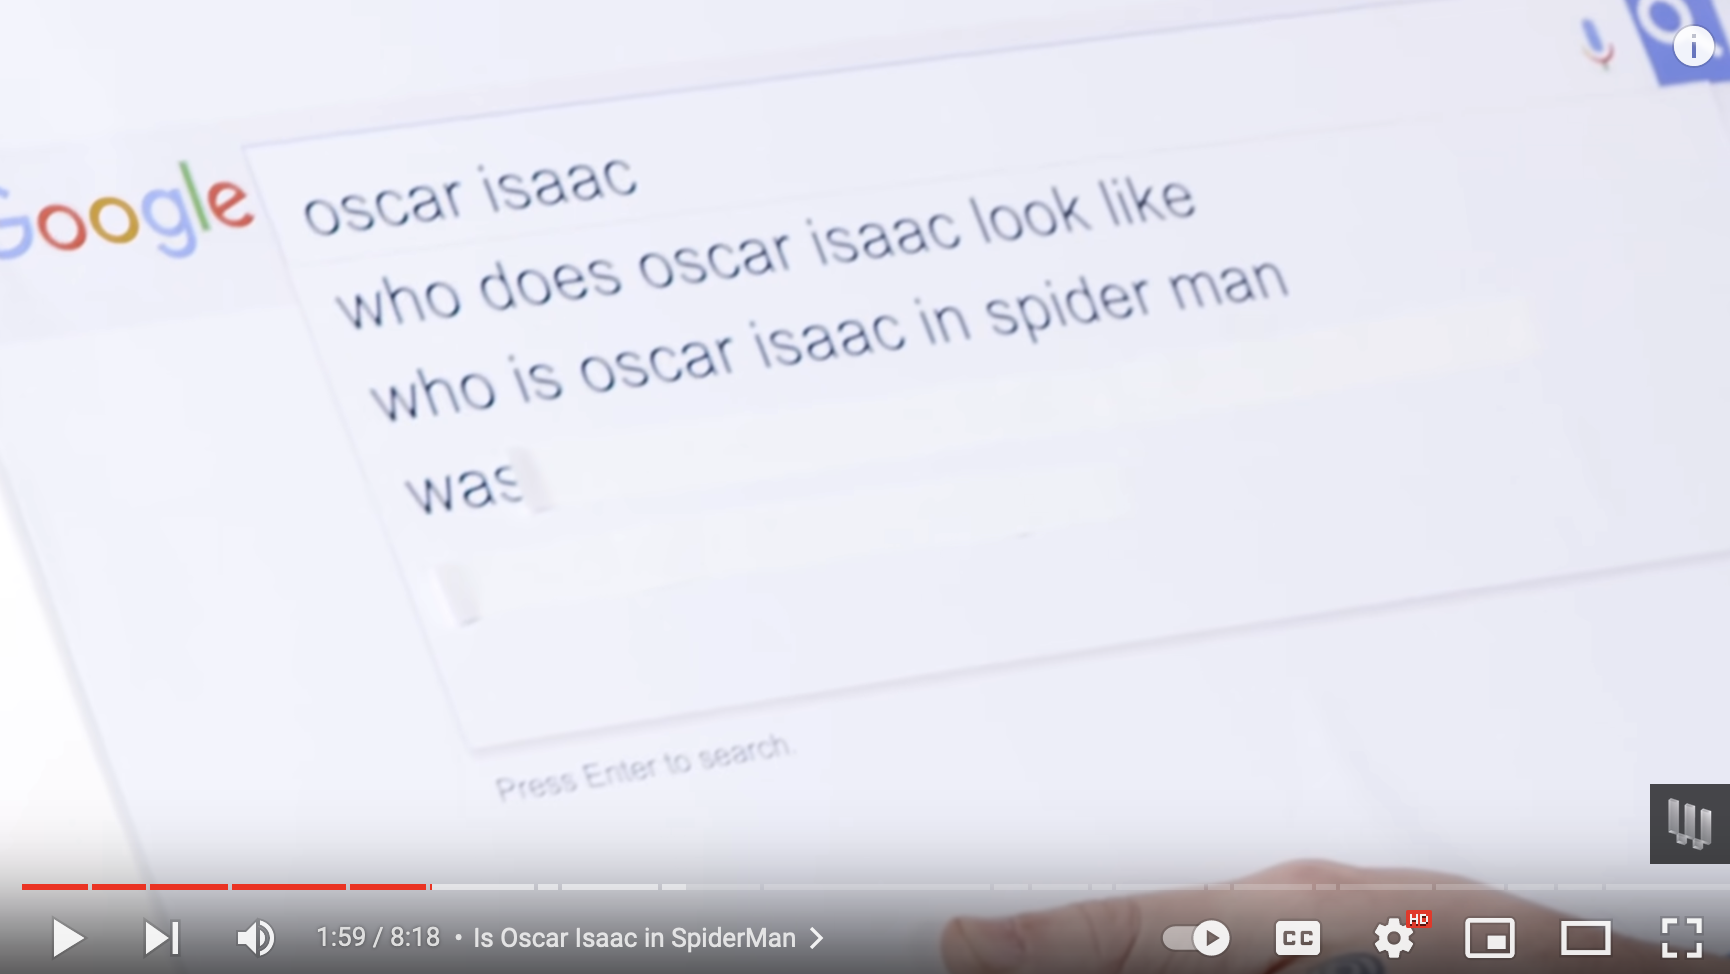 Google
oscar isaac
who does oscar isaac look like
who is oscar isaac in spider man
was
Press Enter to search.
1:59 / 8:18 • Is Oscar Isaac in SpiderMan
CC
HD